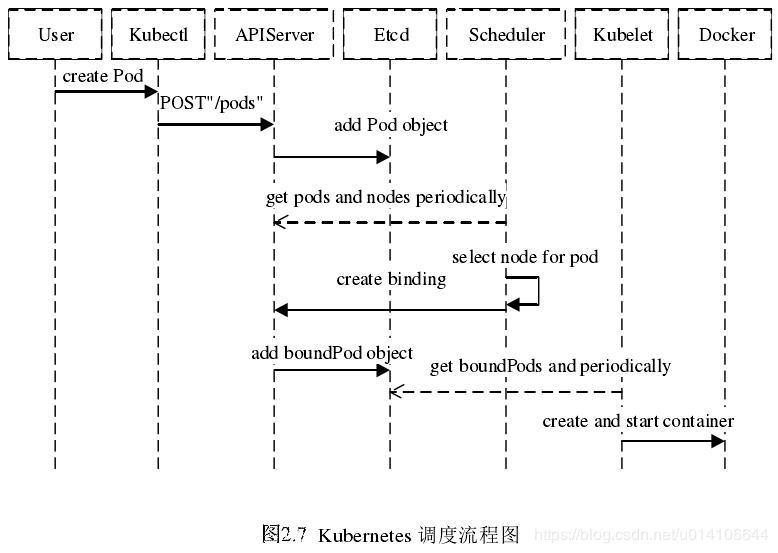 User Kubectl APIServer Etcd Scheduler Kubelet Docker
create Pod
POST"/pods"
add Pod object
get pods and nodes periodically
select node for pod
create binding
add boundPod object
get boundPods and periodically
create and start container
图2.7 Kubernetes 调度流程图
https://blog.csdn.net/u014106644